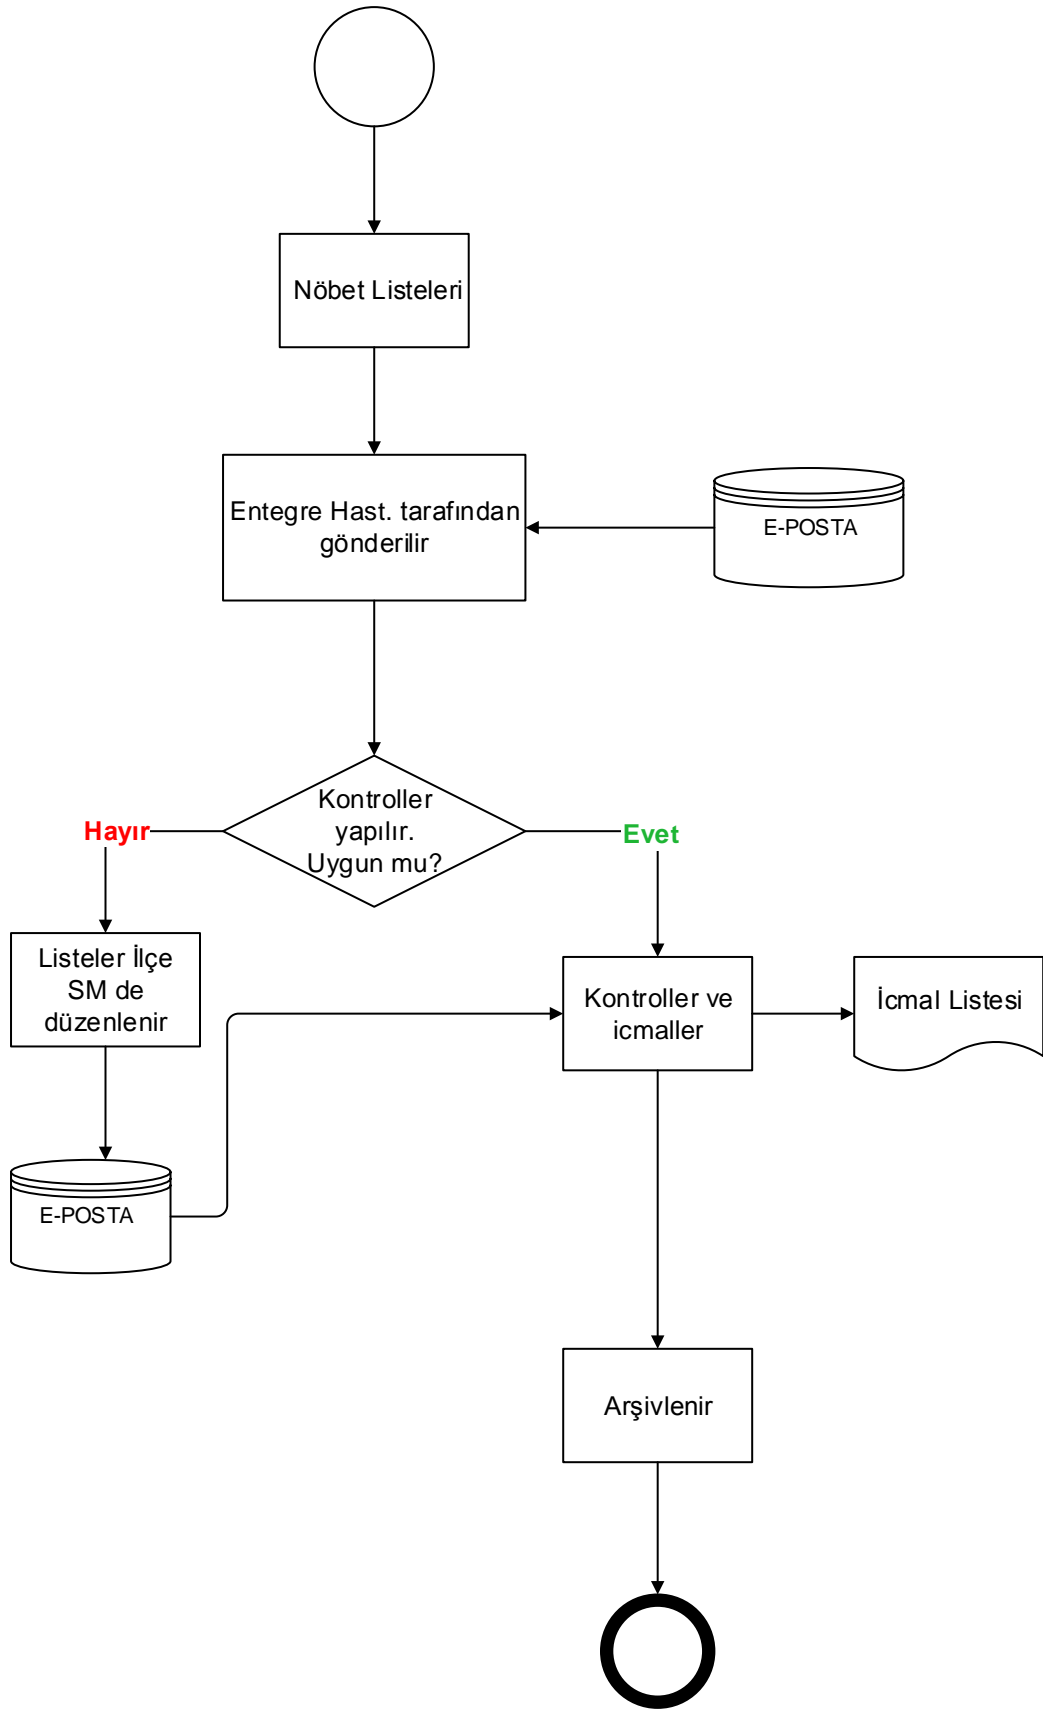 Nöbet Listeleri
Entegre Hast. tarafından
gönderilir
E-POSTA
Kontroller
yapılır.
Uygun mu?
Hayır
Evet
Listeler İlçe
SM de
düzenlenir
Kontroller ve
icmaller
İcmal Listesi
E-POSTA
Arşivlenir